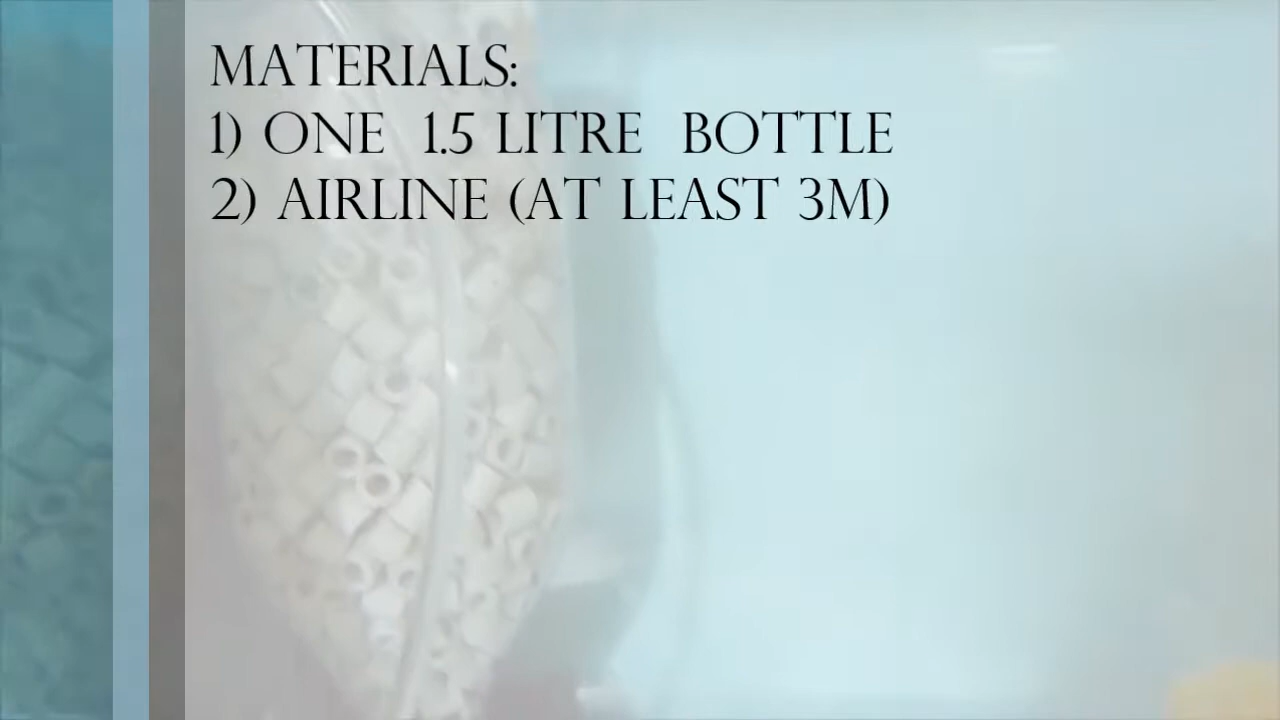 MATERIALS:
1) ONE 1.5 LITRE BOTTLE
2) AIRLINE (AT LEAST 3M)